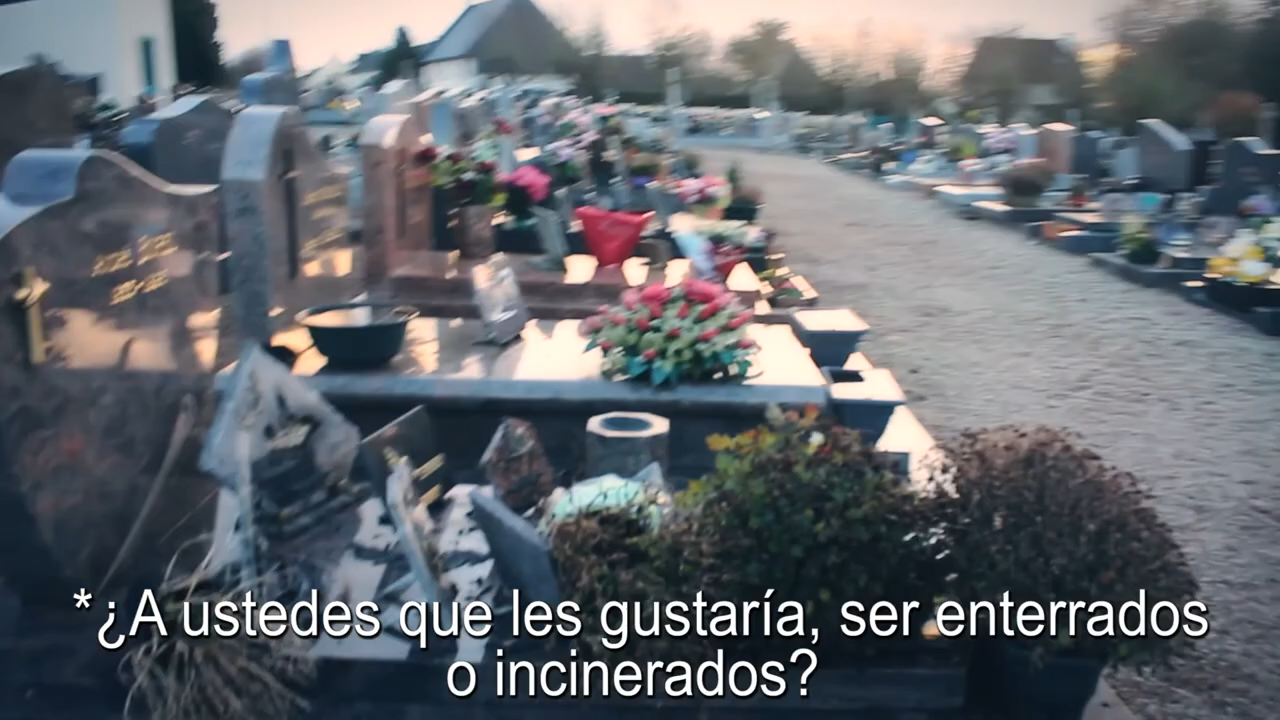 *¿A ustedes que les gustaría, ser enterrados
o incinerados?